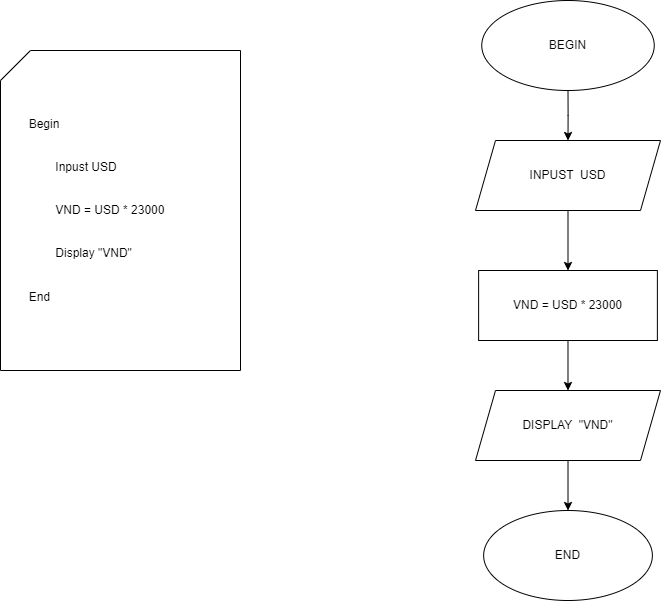 Begin
Inpust USD
VND = USD * 23000
Display "VND"
End
BEGIN
INPUST USD
VND = USD * 23000
DISPLAY "VND"
END